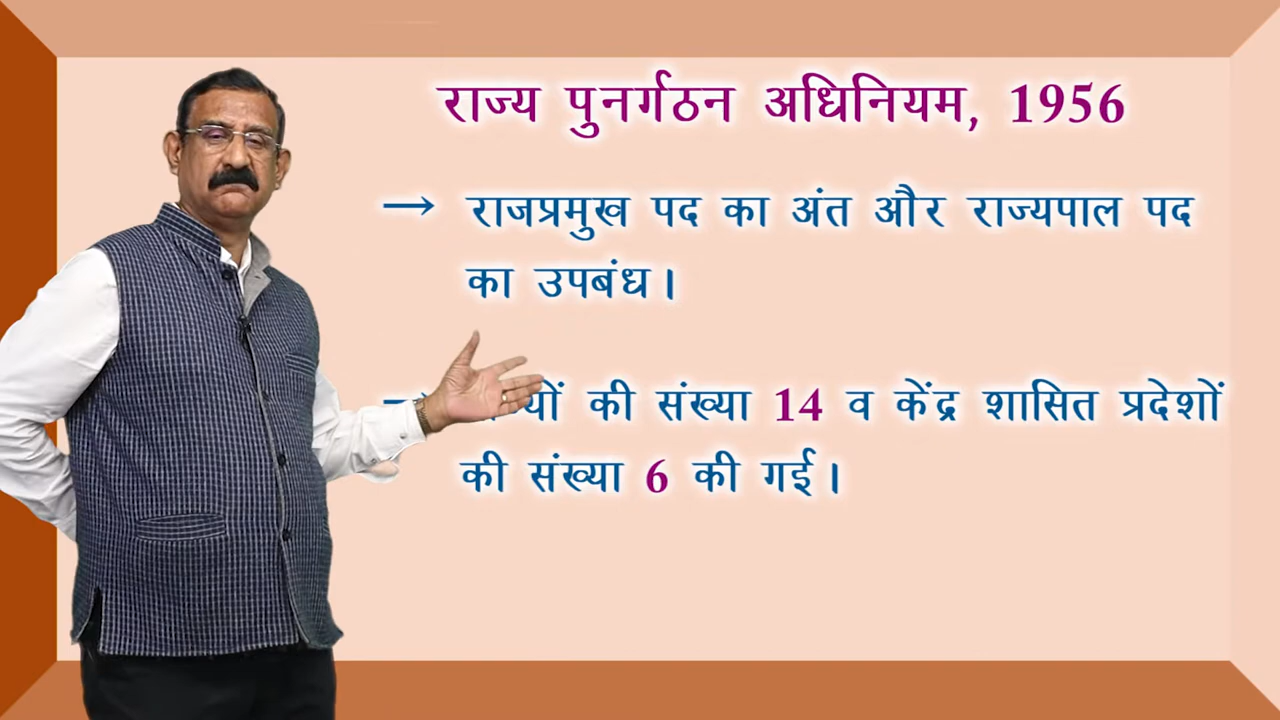 राज्य पुनर्गठन अधिनियम, 1956
→ राजप्रमुख पद का अंत और राज्यपाल पद
का उपबंध।
की संख्या 14 व केंद्र शासित प्रदेशों
की संख्या 6 की गई।